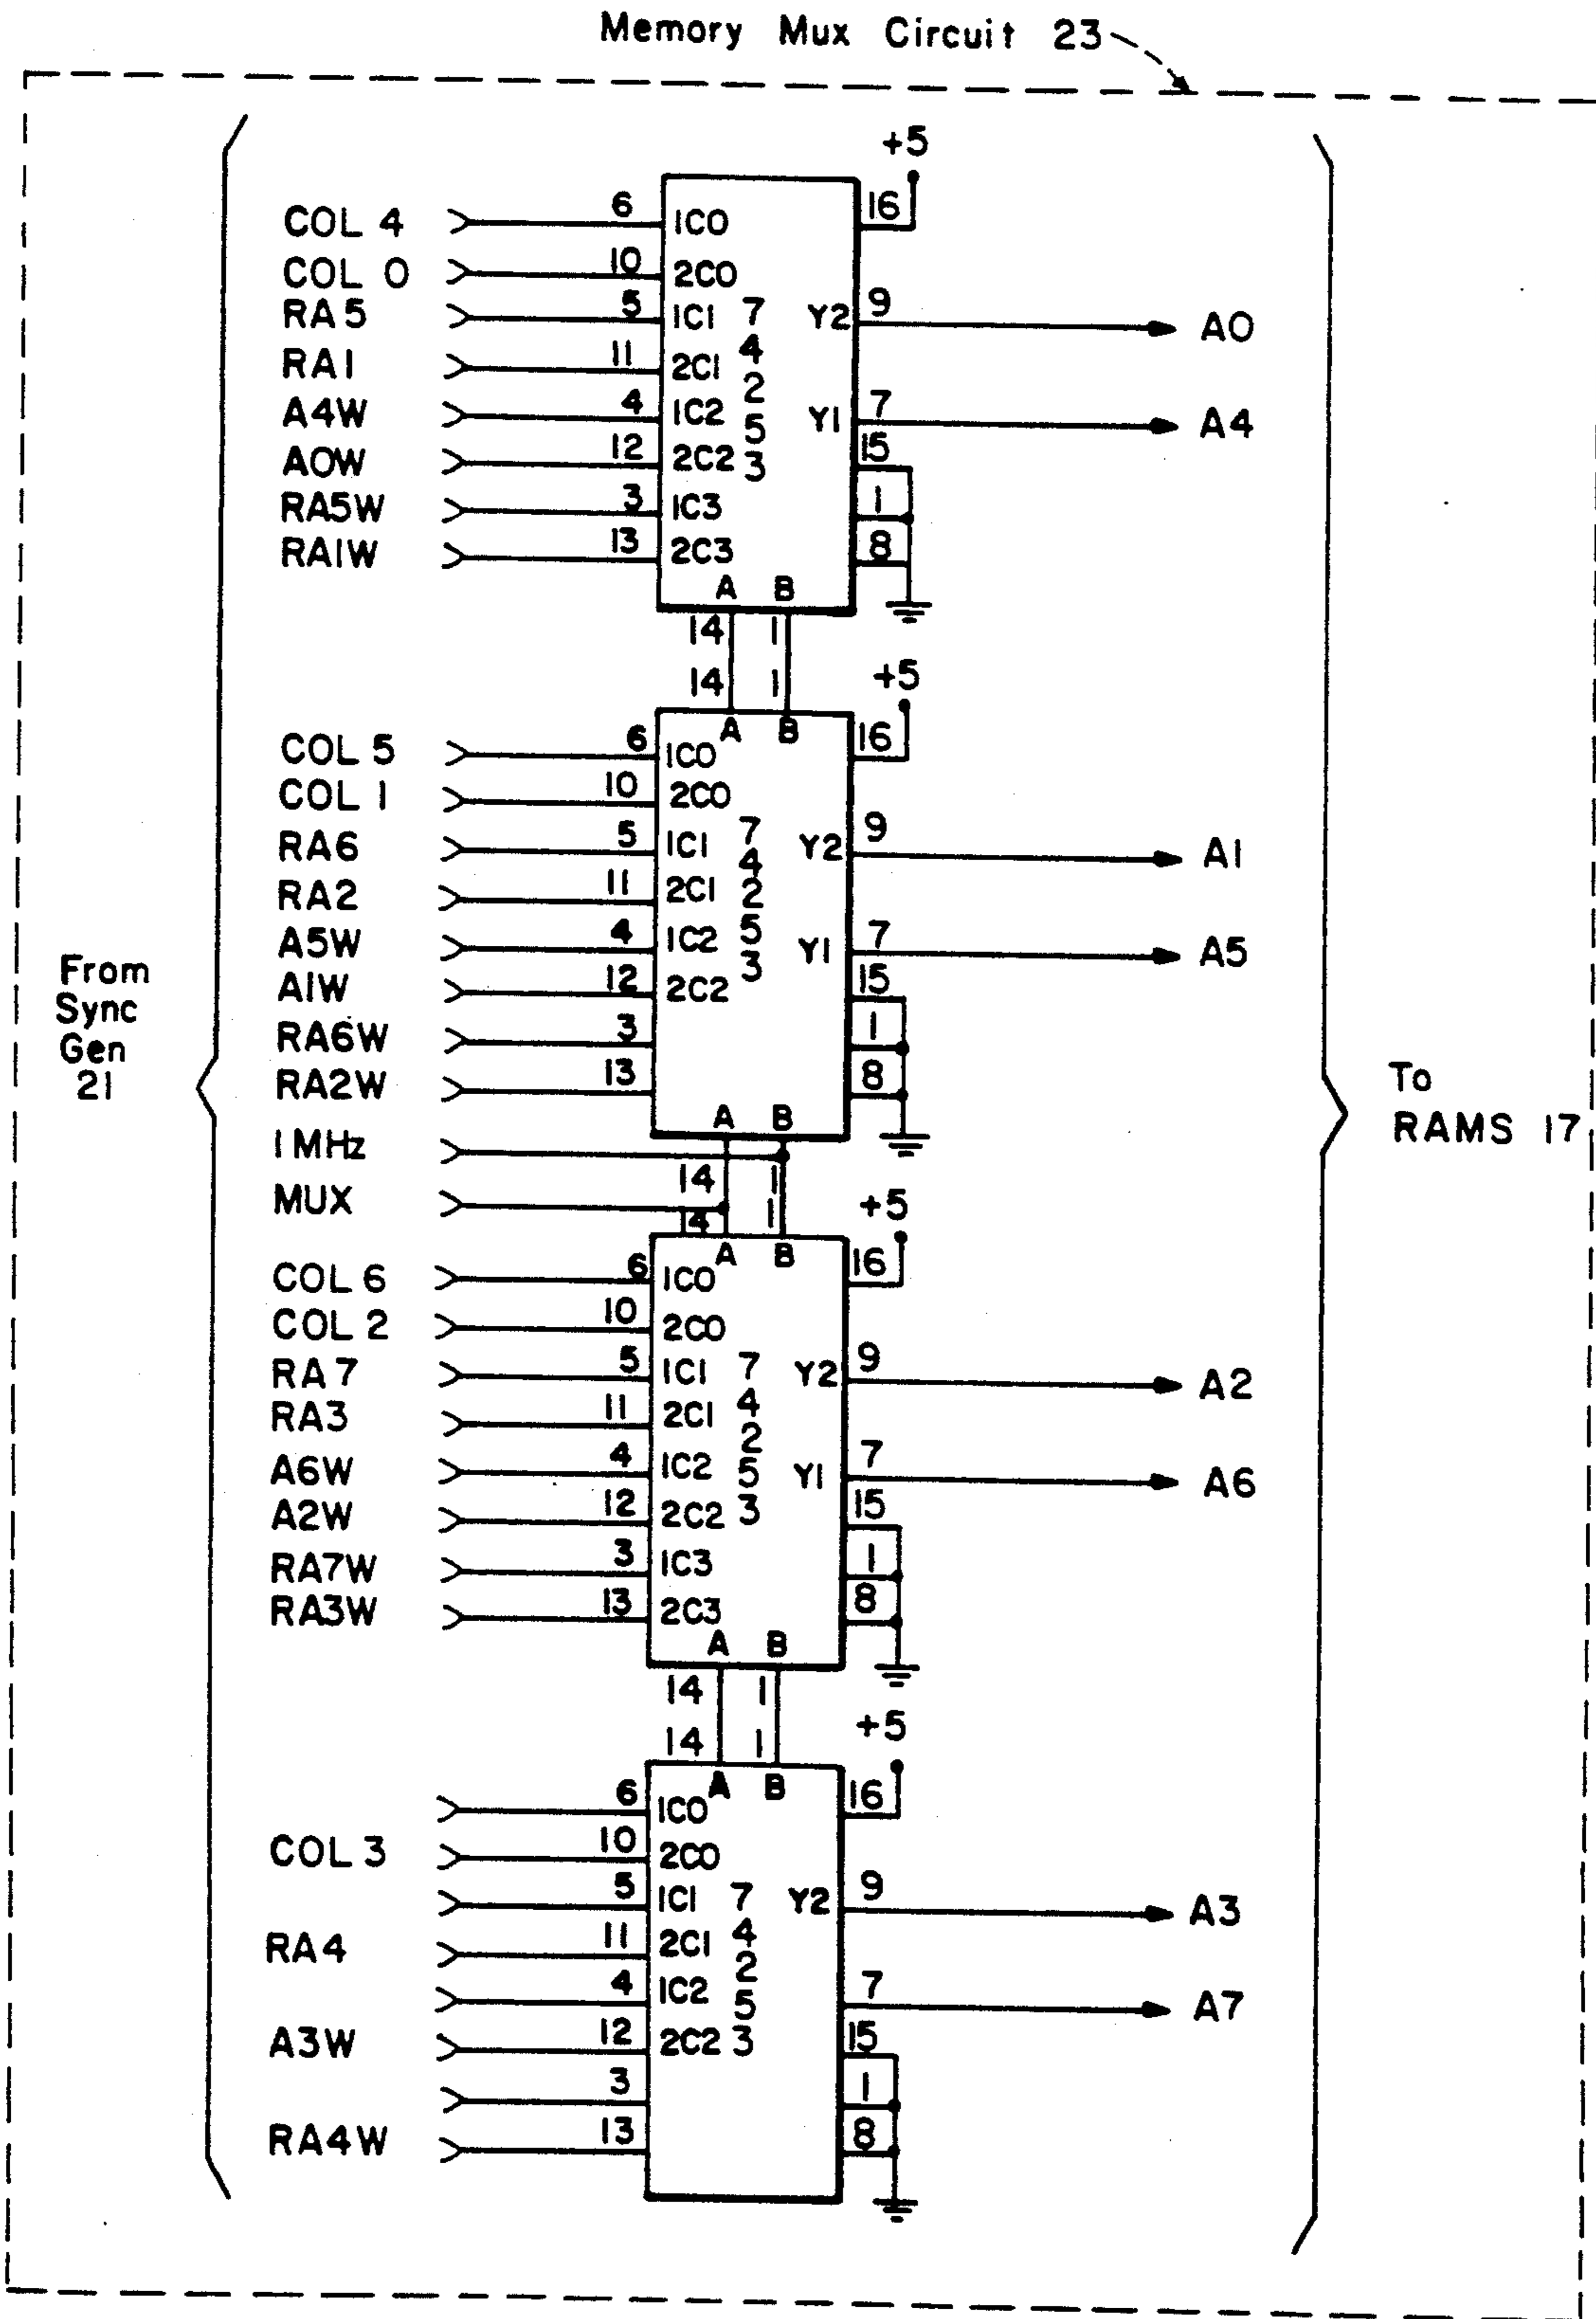 Memory Mux Circuit 23
+5
COL 4 6 1C0 16
COL 0 10 2C0
RA5 5 1C1 7 Y2 9 A0
RA1 11 2C1 4
A4W 4 1C2 2 Y1 7 A4
A0W 12 2C2 5 15
RA5W 3 1C3 3 1
RA1W 13 2C3 8
A B
14 1
14 1 +5
A B 16
COL 5 6 1C0
COL 1 10 2C0
RA6 5 1C1 7 Y2 9 A1
RA2 11 2C1 4
A5W 4 1C2 2 Y1 7 A5
A1W 12 2C2 5 15
RA6W 3 3 1
RA2W 13 8
A B
From
Sync
Gen
21
To
RAMS 17
1MHz
14 1
MUX
14 1 +5
A B 16
COL 6 6 1C0
COL 2 10 2C0
RA7 5 1C1 7 Y2 9 A2
RA3 11 2C1 4
A6W 4 1C2 2 Y1 7 A6
A2W 12 2C2 5 15
RA7W 3 1C3 3 1
RA3W 13 2C3 8
A B
14 1
14 1 +5
A B 16
6 1C0
COL 3 10 2C0
5 1C1 7 Y2 9 A3
RA4 11 2C1 4
4 1C2 2 7 A7
A3W 12 2C2 5 15
3 3 1
RA4W 13 8